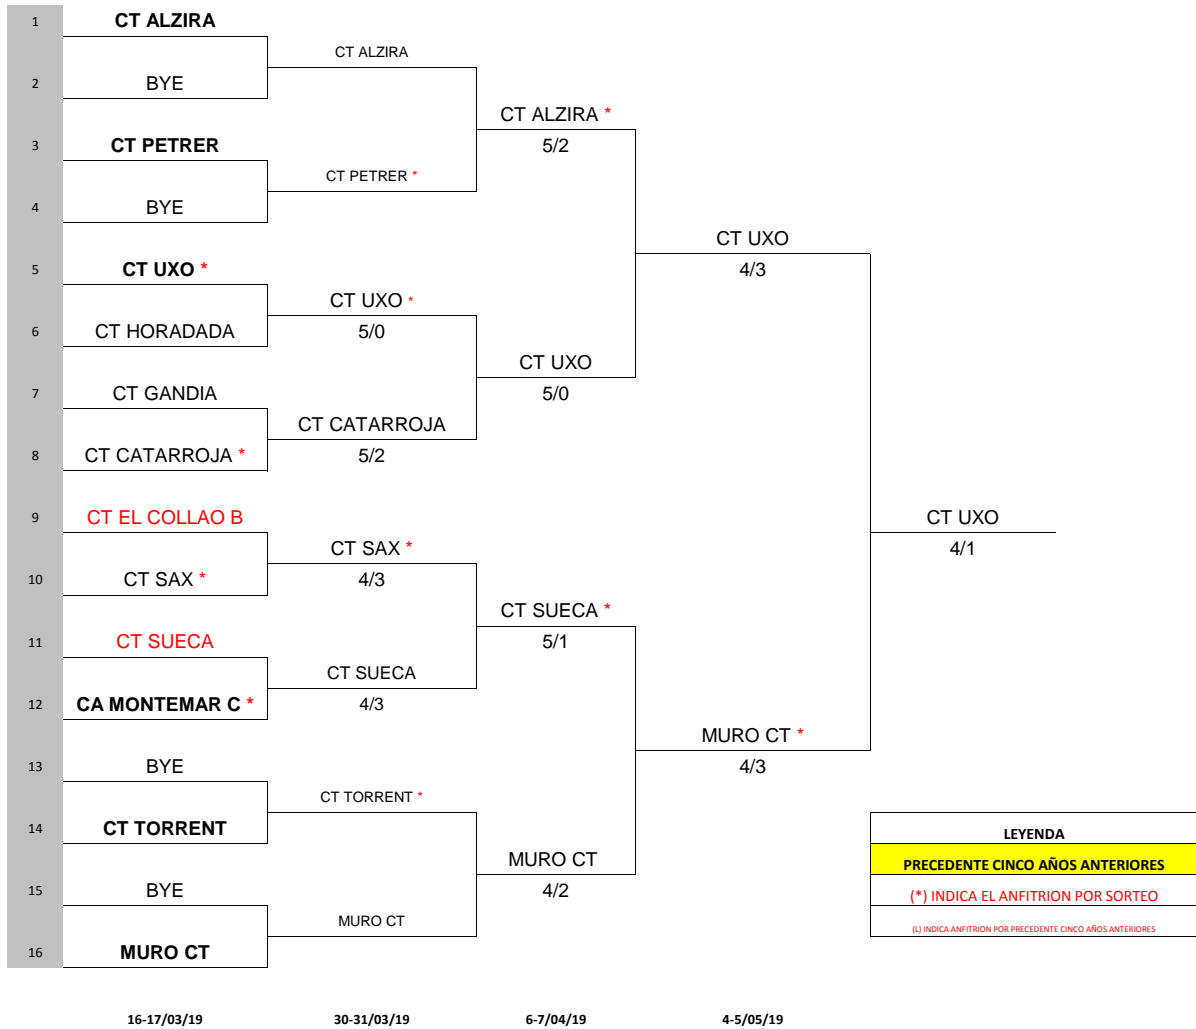 1 CT ALZIRA
CT ALZIRA
2 BYE
CT ALZIRA *
5/2
3 CT PETRER
CT PETRER *
4 BYE
CT UXO
4/3
5 CT UXO *
CT UXO *
5/0
6 CT HORADADA
CT UXO
5/0
7 CT GANDIA
CT CATARROJA
5/2
8 CT CATARROJA *
9 CT EL COLLAO B
CT UXO
4/1
CT SAX *
4/3
10 CT SAX *
CT SUECA *
5/1
11 CT SUECA
CT SUECA
4/3
12 CA MONTEMAR C *
MURO CT *
4/3
13 BYE
CT TORRENT *
14 CT TORRENT
MURO CT
4/2
15 BYE
MURO CT
16 MURO CT
LEYENDA
PRECEDENTE CINCO AÑOS ANTERIORES
(*) INDICA EL ANFITRION POR SORTEO
(L) INDICA ANFITRION POR PRECEDENTE CINCO AÑOS ANTERIORES
16-17/03/19 30-31/03/19 6-7/04/19 4-5/05/19